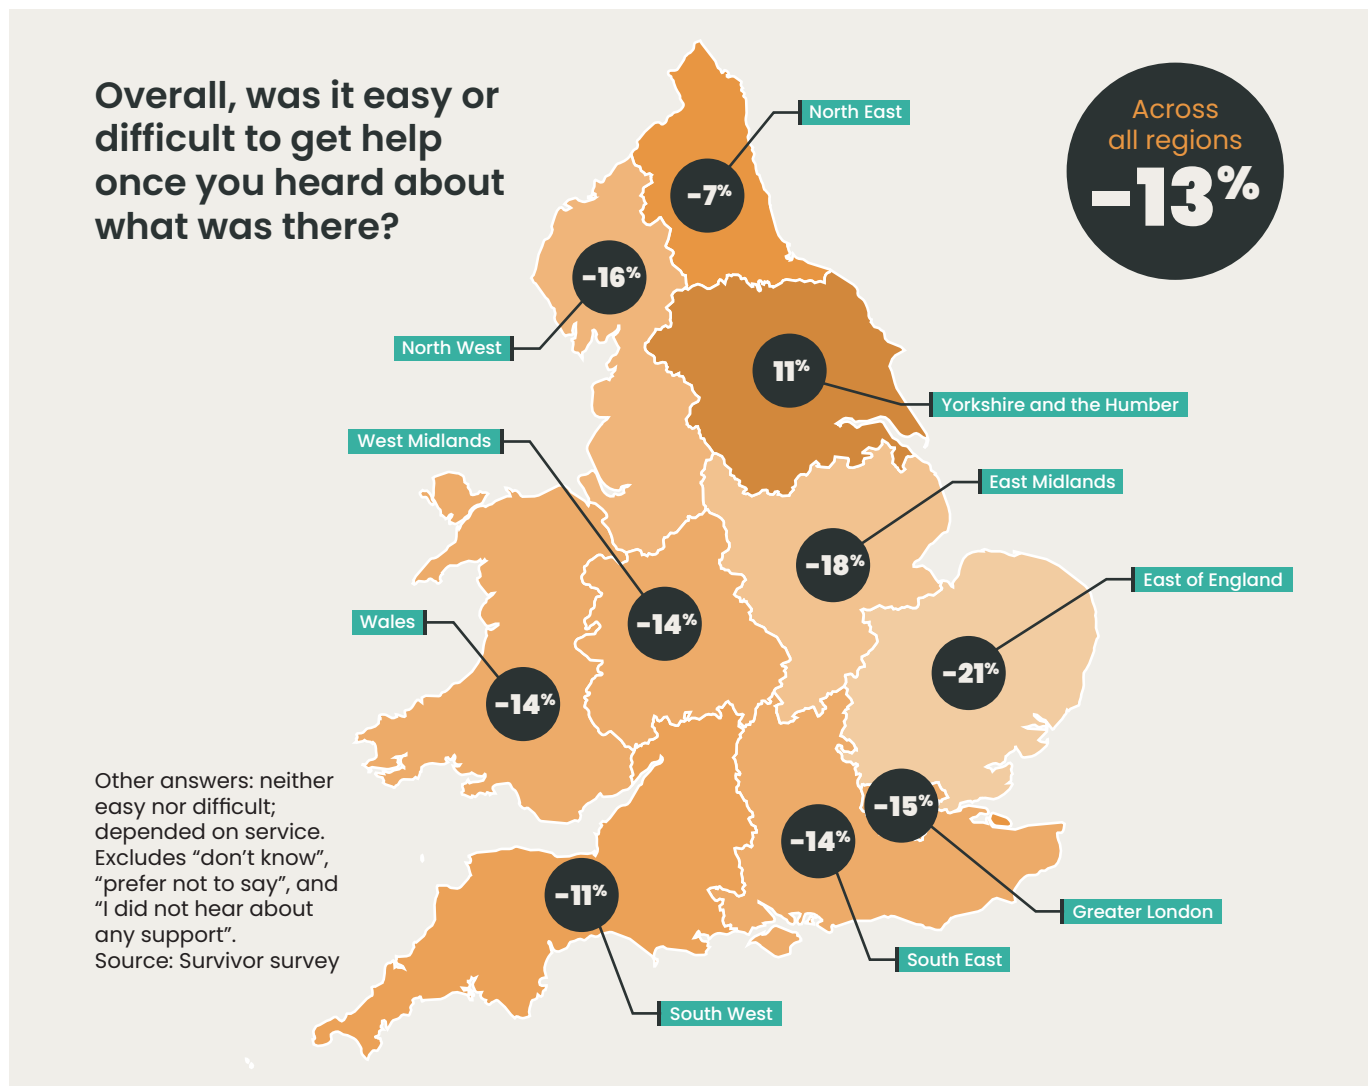 Overall, was it easy or
difficult to get help
once you heard about
what was there?
Across
all regions
-13%
North East
-7%
-16%
North West
11%
Yorkshire and the Humber
West Midlands
East Midlands
-18%
East of England
-14%
Wales
-21%
-14%
Other answers: neither
easy nor difficult;
depended on service.
Excludes “don’t know”,
“prefer not to say”, and
“I did not hear about
any support”.
Source: Survivor survey
-15%
-14%
-11%
Greater London
South East
South West